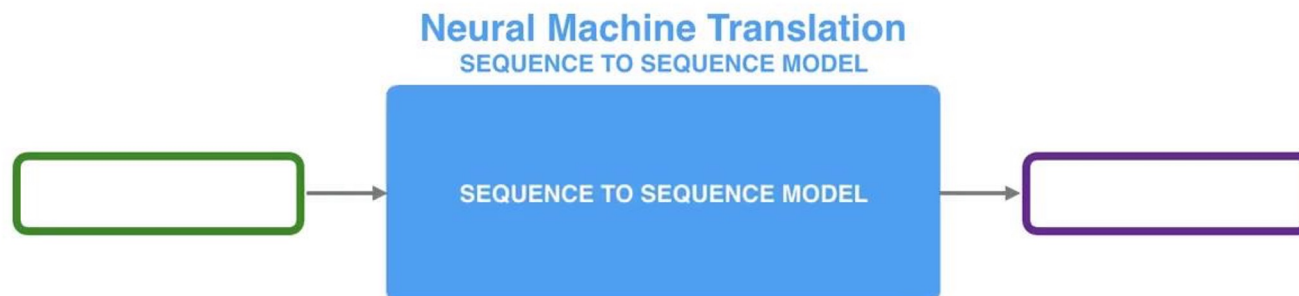 Neural Machine Translation
SEQUENCE TO SEQUENCE MODEL
SEQUENCE TO SEQUENCE MODEL